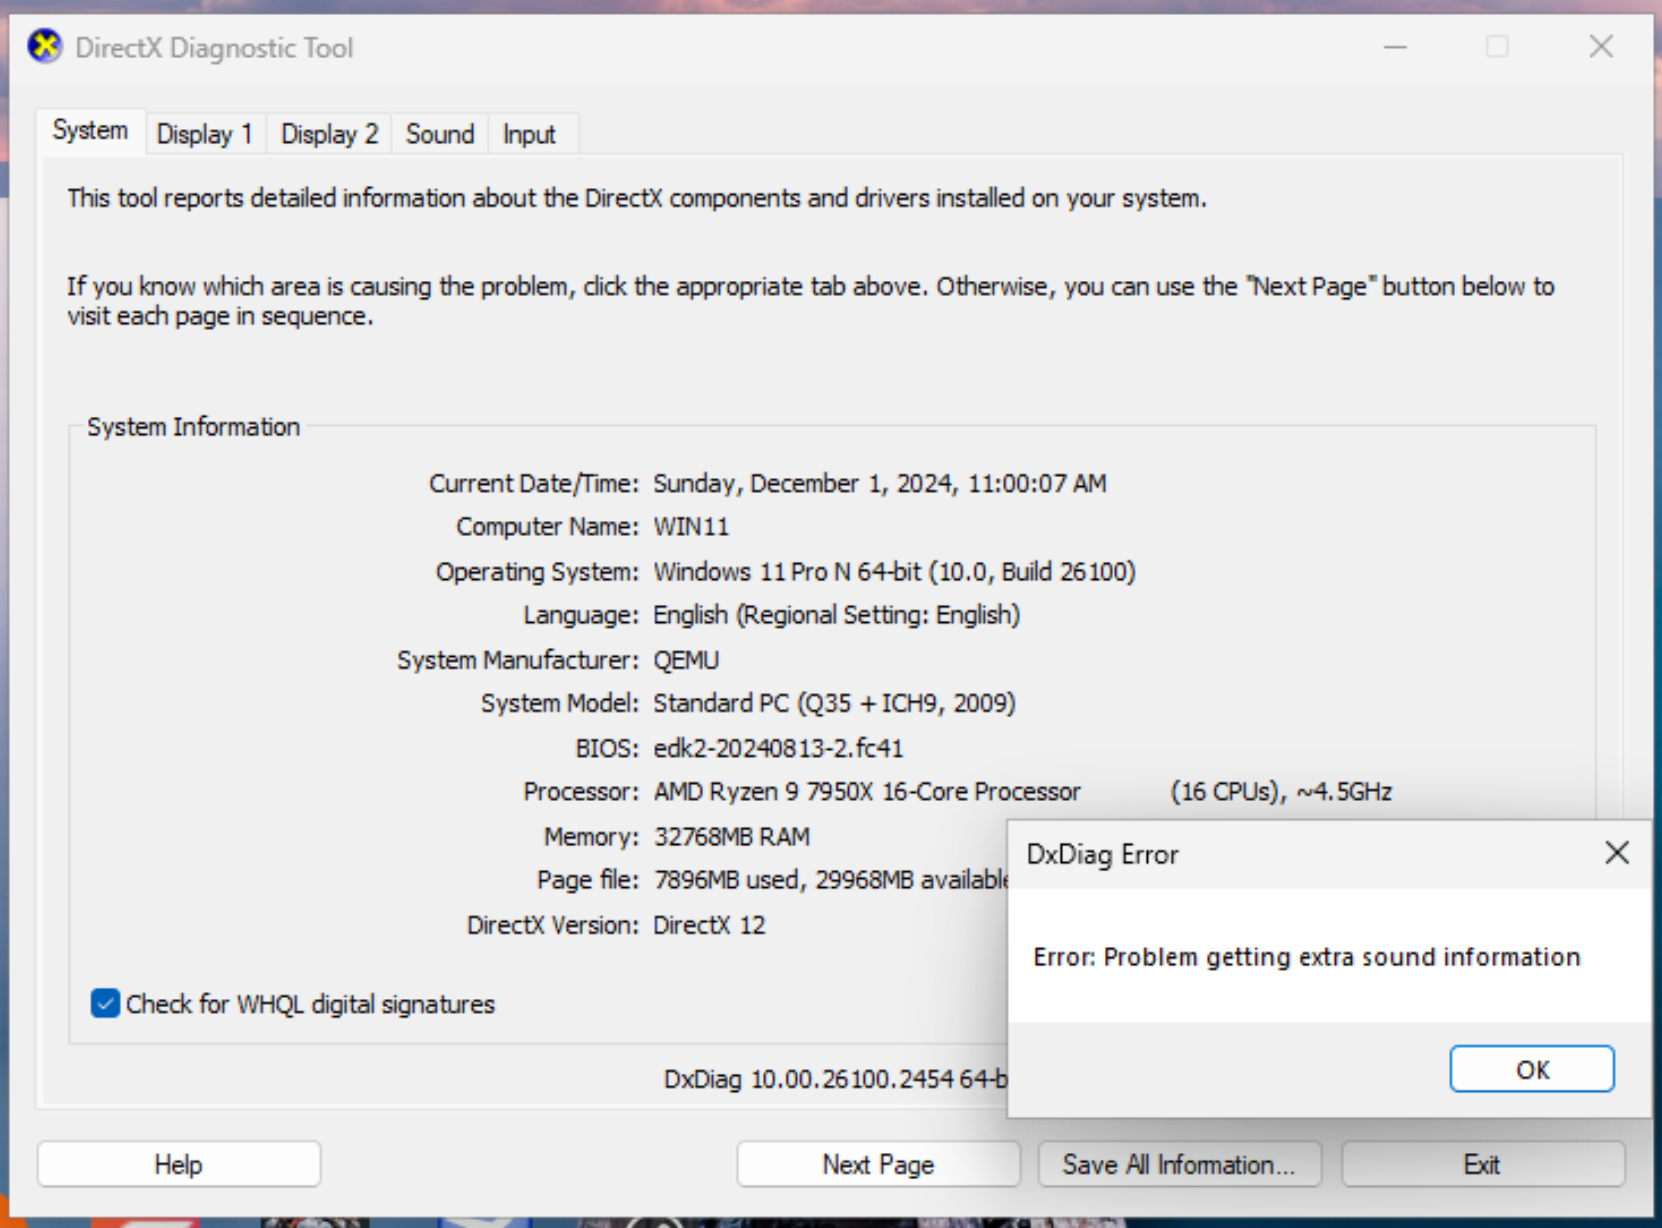 DirectX Diagnostic Tool
System
Display 1
Display 2
Sound
Input
This tool reports detailed information about the DirectX components and drivers installed on your system.
If you know which area is causing the problem, click the appropriate tab above. Otherwise, you can use the "Next Page" button below to
visit each page in sequence.
System Information
Current Date/Time: Sunday, December 1, 2024, 11:00:07 AM
Computer Name: WIN11
Operating System: Windows 11 Pro N 64-bit (10.0, Build 26100)
Language: English (Regional Setting: English)
System Manufacturer: QEMU
System Model: Standard PC (Q35 + ICH9, 2009)
BIOS: edk2-20240813-2.fc41
Processor: AMD Ryzen 9 7950X 16-Core Processor (16 CPUs), ~4.5GHz
Memory: 32768MB RAM
Page file: 7896MB used, 29968MB available
DirectX Version: DirectX 12
Check for WHQL digital signatures
DxDiag 10.00.26100.2454 64-b
DxDiag Error
Error: Problem getting extra sound information
OK
Help
Next Page
Save All Information...
Exit